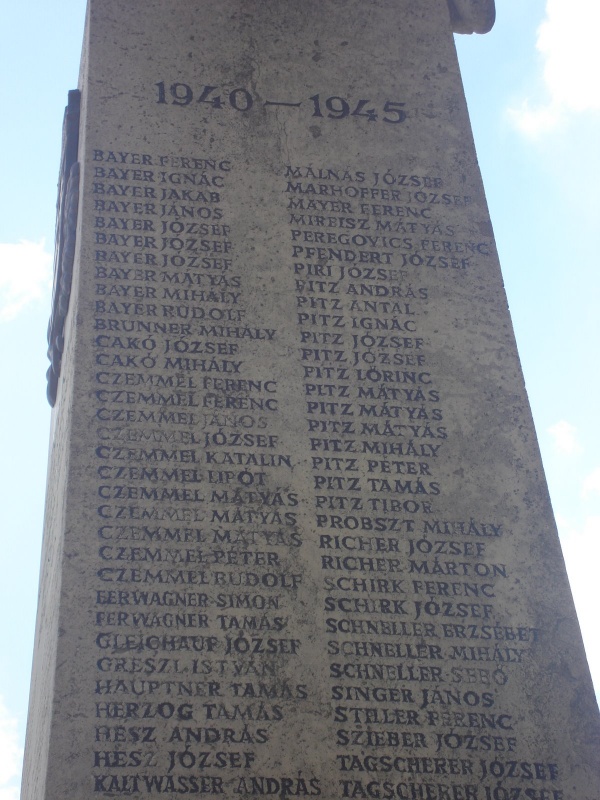 1940 — 1945
BAYER FERENC
BAYER IGNÁC
BAYER JAKAB
BAYER JÁNOS
BAYER JÓZSEF
BAYER JÓZSEF
BAYER JÓZSEF
BAYER MÁTYÁS
BAYER MIHÁLY
BAYER RUDOLF
BRUNNER MIHÁLY
CAKÓ JÓZSEF
CAKÓ MIHÁLY
CZEMMEL FERENC
CZEMMEL FERENC
CZEMMEL JÁNOS
CZEMMEL JÓZSEF
CZEMMEL KATALIN
CZEMMEL LIPÓT
CZEMMEL MÁTYÁS
CZEMMEL MÁTYÁS
CZEMMEL MÁTYÁS
CZEMMEL PÉTER
CZEMMEL RUDOLF
FERWAGNER SIMON
FERWAGNER TAMÁS
GLEICHAUF JÓZSEF
GRESZL ISTVÁN
HAUPTNER TAMÁS
HERZOG TAMÁS
HESZ ANDRÁS
HESZ JÓZSEF
KALTWASSER ANDRÁS
MALNÁS JÓZSEF
MARHOFFER JÓZSEF
MAYER FERENC
MIREISZ MÁTYÁS
PEREGOVICS FERENC
PFENDERT JÓZSEF
PIRI JÓZSEF
PITZ ANDRÁS
PITZ ANTAL
PITZ IGNÁC
PITZ JÓZSEF
PITZ JÓZSEF
PITZ LŐRINC
PITZ MÁTYÁS
PITZ MÁTYÁS
PITZ MÁTYÁS
PITZ MIHÁLY
PITZ PÉTER
PITZ TAMÁS
PITZ TIBOR
PROBSZT MIHÁLY
RICHER JÓZSEF
RICHER MÁRTON
SCHIRK FERENC
SCHIRK JÓZSEF
SCHNELLER ERZSÉBET
SCHNELLER MIHÁLY
SCHNELLER SEBŐ
SINGER JÁNOS
STELLER FERENC
SZIEBER JÓZSEF
TAGSCHERER JÓZSEF
TAGSCHERER JÓZSEF